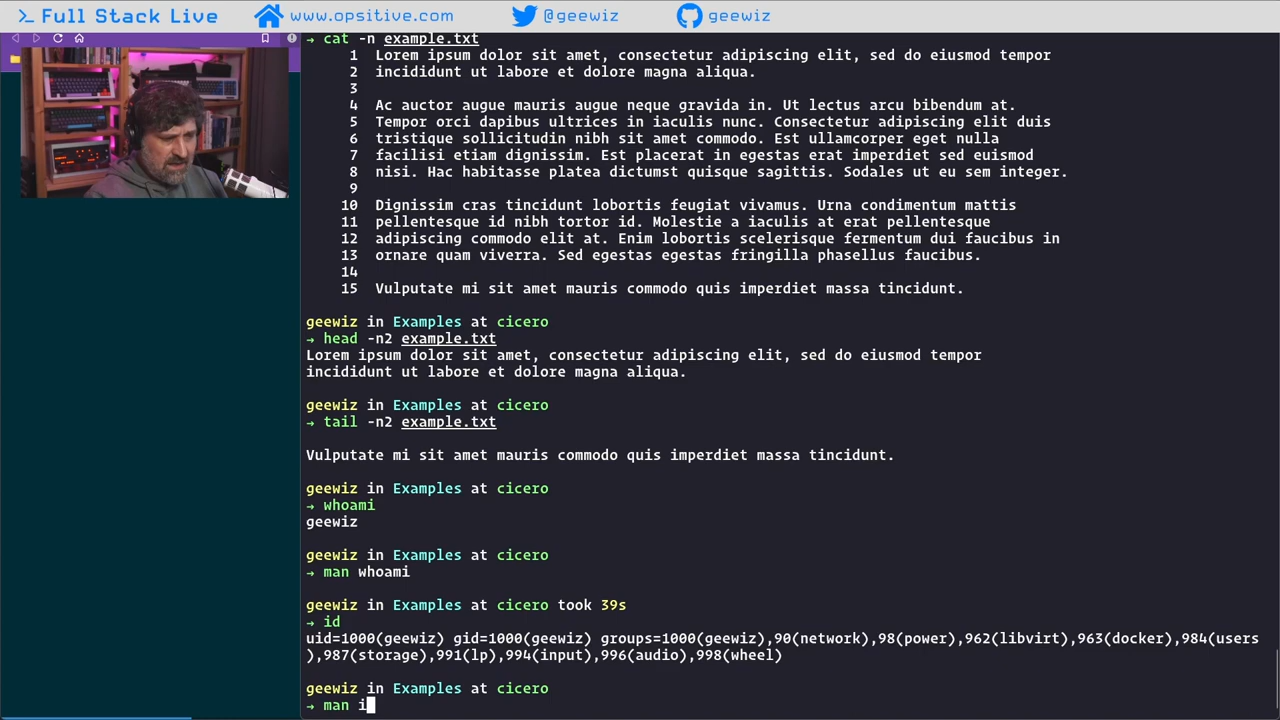 >_ Full Stack Live www.opsitive.com @geewiz geewiz
→ cat -n example.txt
1 Lorem ipsum dolor sit amet, consectetur adipiscing elit, sed do eiusmod tempor
2 incididunt ut labore et dolore magna aliqua.
3
4 Ac auctor augue mauris augue neque gravida in. Ut lectus arcu bibendum at.
5 Tempor orci dapibus ultrices in iaculis nunc. Consectetur adipiscing elit duis
6 tristique sollicitudin nibh sit amet commodo. Est ullamcorper eget nulla
7 facilisi etiam dignissim. Est placerat in egestas erat imperdiet sed euismod
8 nisi. Hac habitasse platea dictumst quisque sagittis. Sodales ut eu sem integer.
9
10 Dignissim cras tincidunt lobortis feugiat vivamus. Urna condimentum mattis
11 pellentesque id nibh tortor id. Molestie a iaculis at erat pellentesque
12 adipiscing commodo elit at. Enim lobortis scelerisque fermentum dui faucibus in
13 ornare quam viverra. Sed egestas egestas fringilla phasellus faucibus.
14
15 Vulputate mi sit amet mauris commodo quis imperdiet massa tincidunt.
geewiz in Examples at cicero
→ head -n2 example.txt
Lorem ipsum dolor sit amet, consectetur adipiscing elit, sed do eiusmod tempor
incididunt ut labore et dolore magna aliqua.
geewiz in Examples at cicero
→ tail -n2 example.txt
Vulputate mi sit amet mauris commodo quis imperdiet massa tincidunt.
geewiz in Examples at cicero
→ whoami
geewiz
geewiz in Examples at cicero
→ man whoami
geewiz in Examples at cicero took 39s
→ id
uid=1000(geewiz) gid=1000(geewiz) groups=1000(geewiz),90(network),98(power),962(libvirt),963(docker),984(users
),987(storage),991(lp),994(input),996(audio),998(wheel)
geewiz in Examples at cicero
→ man i